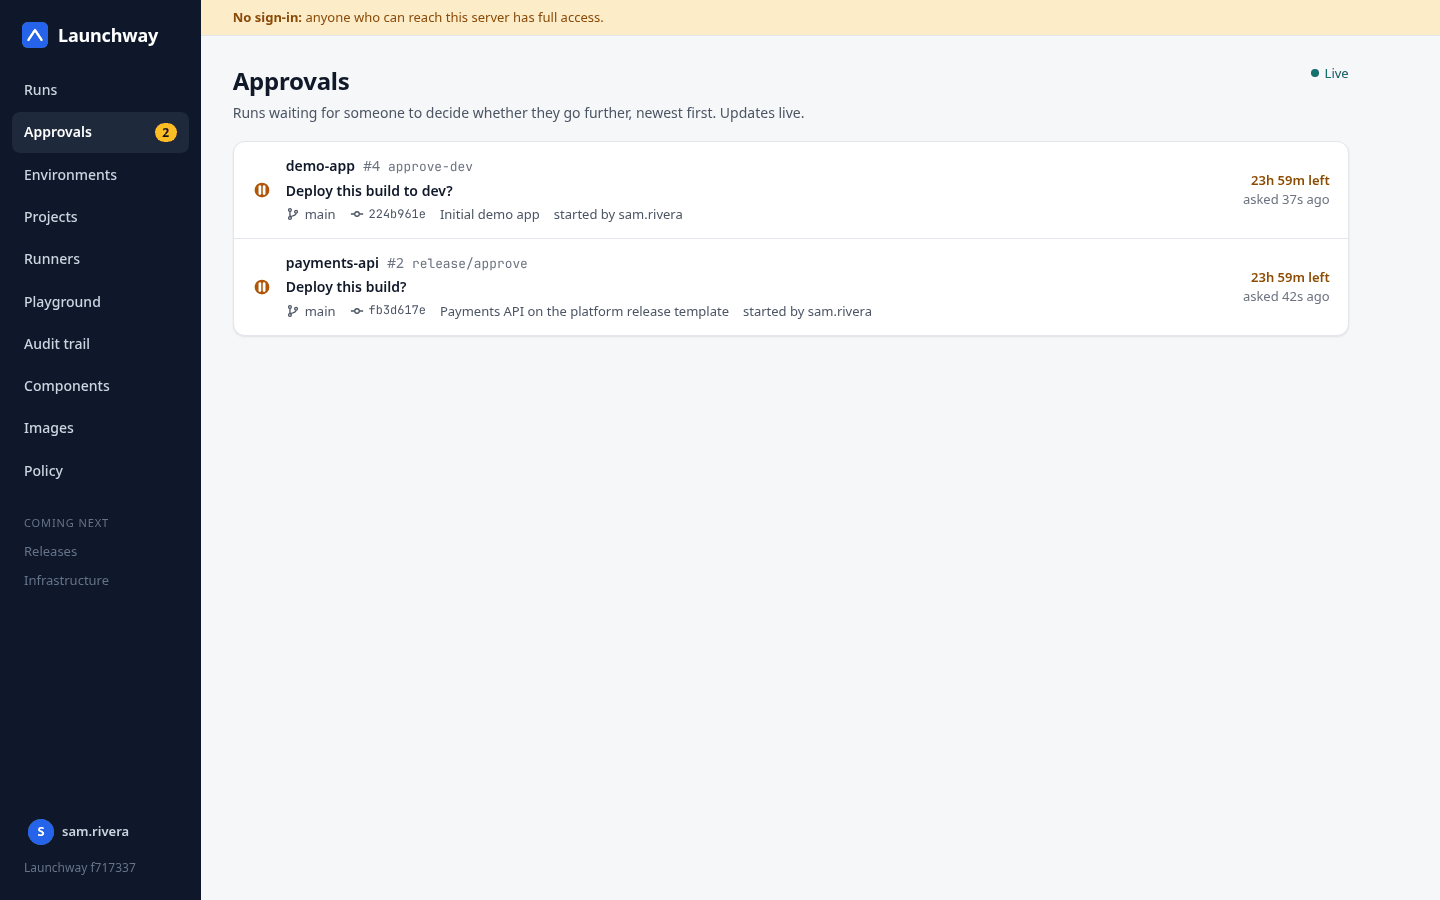 No sign-in: anyone who can reach this server has full access.
Launchway
Runs
Approvals 2
Environments
Projects
Runners
Playground
Audit trail
Components
Images
Policy
COMING NEXT
Releases
Infrastructure
S sam.rivera
Launchway f717337
Approvals
Live
Runs waiting for someone to decide whether they go further, newest first. Updates live.
demo-app #4 approve-dev
Deploy this build to dev?
main 224b961e Initial demo app started by sam.rivera
23h 59m left
asked 37s ago
payments-api #2 release/approve
Deploy this build?
main fb3d617e Payments API on the platform release template started by sam.rivera
23h 59m left
asked 42s ago